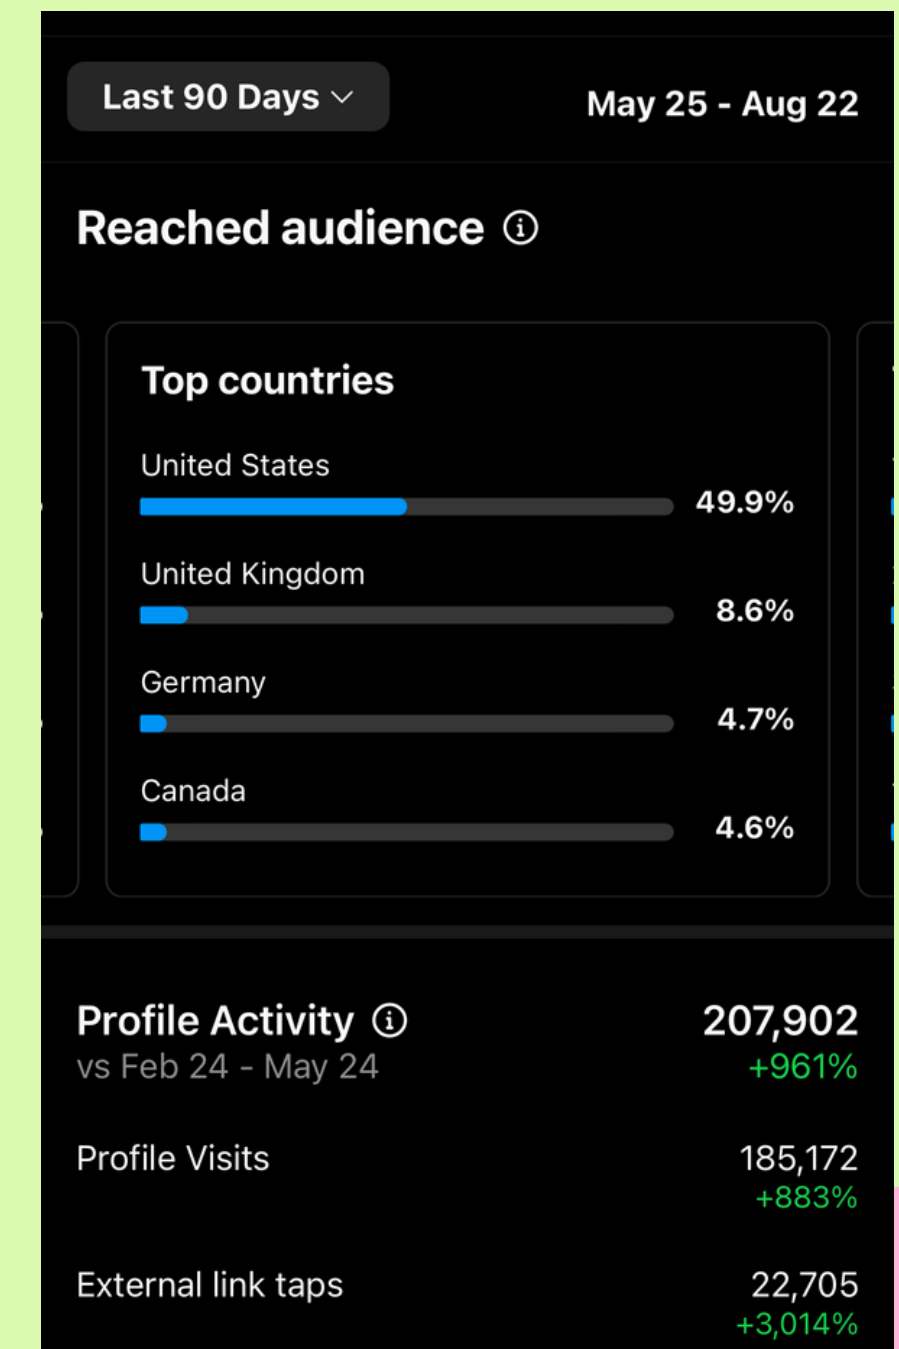 Last 90 Days
May 25 - Aug 22
Reached audience
Top countries
United States
49.9%
United Kingdom
8.6%
Germany
4.7%
Canada
4.6%
Profile Activity
207,902
vs Feb 24 - May 24
+961%
Profile Visits
185,172
+883%
External link taps
22,705
+3,014%